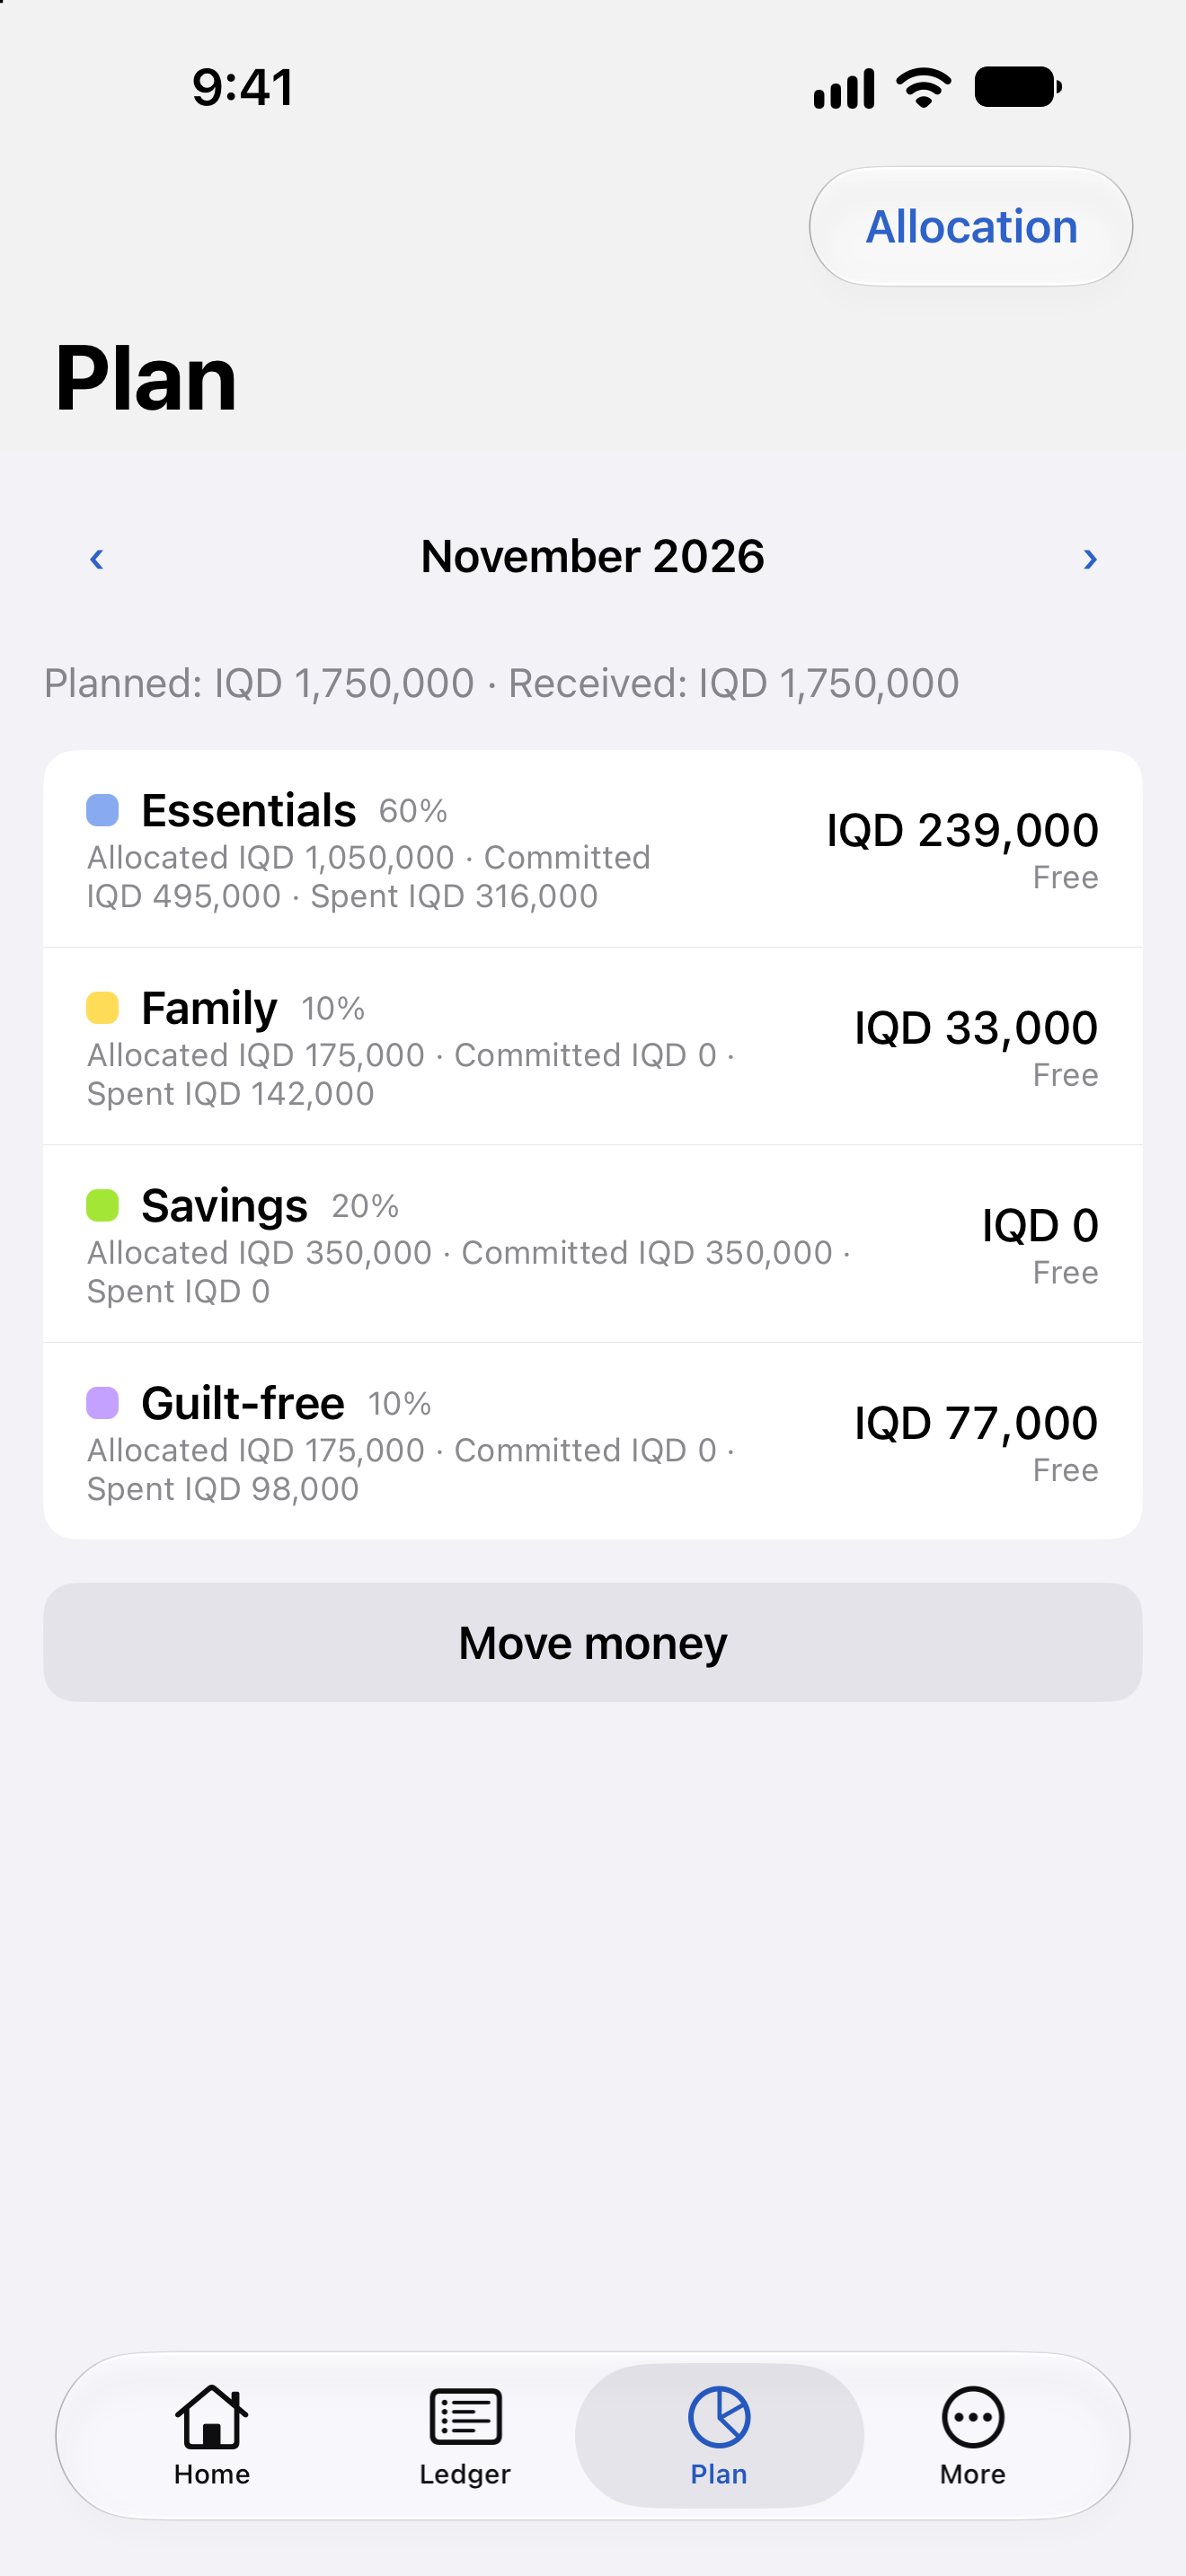 9:41
Allocation
Plan
‹ November 2026 ›
Planned: IQD 1,750,000 · Received: IQD 1,750,000
Essentials 60%
Allocated IQD 1,050,000 · Committed
IQD 495,000 · Spent IQD 316,000
IQD 239,000
Free
Family 10%
Allocated IQD 175,000 · Committed IQD 0 ·
Spent IQD 142,000
IQD 33,000
Free
Savings 20%
Allocated IQD 350,000 · Committed IQD 350,000 ·
Spent IQD 0
IQD 0
Free
Guilt-free 10%
Allocated IQD 175,000 · Committed IQD 0 ·
Spent IQD 98,000
IQD 77,000
Free
Move money
Home
Ledger
Plan
More